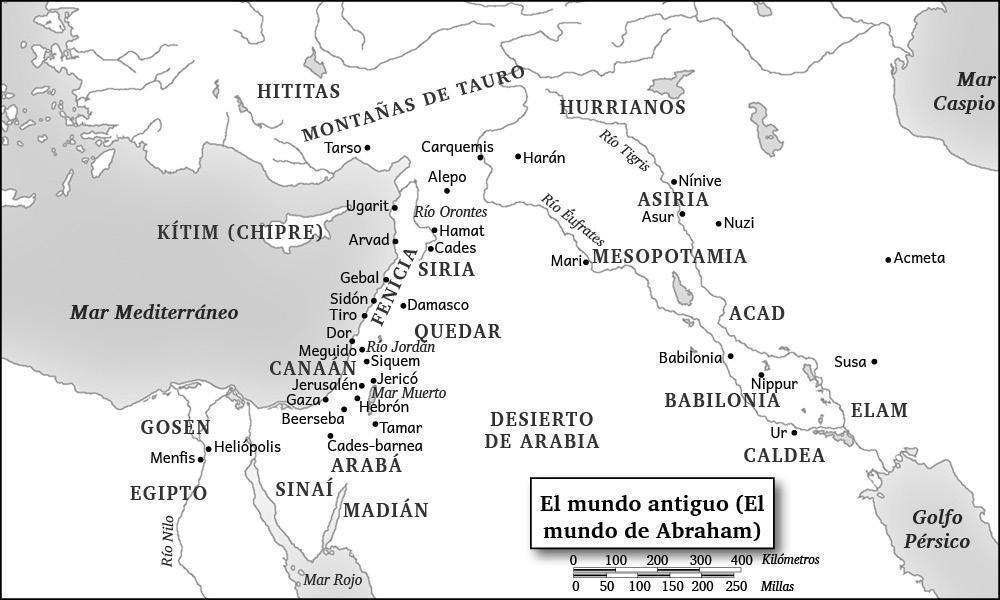 Mar
Caspio
HITITAS
MONTAÑAS DE TAURO
HURRIANOS
Tarso
Carquemis
Harán
Río Tigris
Alepo
Nínive
ASIRIA
Ugarit
Río Orontes
Río Éufrates
Asur
Nuzi
KÍTIM (CHIPRE)
Hamat
Arvad
Cades
Mari
MESOPOTAMIA
Acmeta
SIRIA
FENICIA
Gebal
Sidón
Damasco
Mar Mediterráneo
Tiro
ACAD
QUEDAR
Dor
Río Jordán
Meguido
Siquem
Babilonia
Susa
CANAÁN
Jericó
Jerusalén
Nippur
Mar Muerto
Gaza
BABILONIA
Hebrón
ELAM
Beerseba
DESIERTO
DE ARABIA
Tamar
GOSÉN
Ur
Heliópolis
Cades-barnea
Menfis
CALDEA
ARABÁ
EGIPTO
SINAÍ
MADIÁN
El mundo antiguo (El
mundo de Abraham)
Golfo
Pérsico
Río Nilo
0 100 200 300 400 Kilómetros
0 50 100 150 200 250 Millas
Mar Rojo